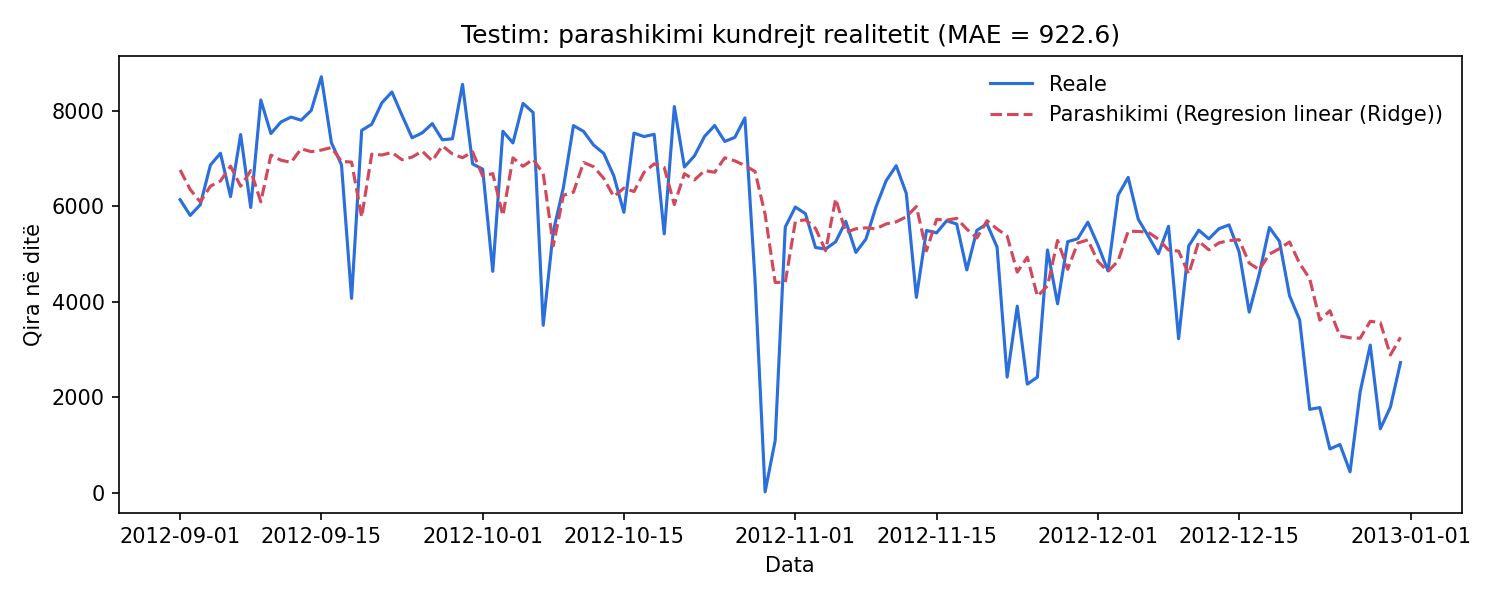 Testim: parashikimi kundrejt realitetit (MAE = 922.6)
Reale
Parashikimi (Regresion linear (Ridge))
Qira në ditë
8000
6000
4000
2000
0
2012-09-01 2012-09-15 2012-10-01 2012-10-15 2012-11-01 2012-11-15 2012-12-01 2012-12-15 2013-01-01
Data